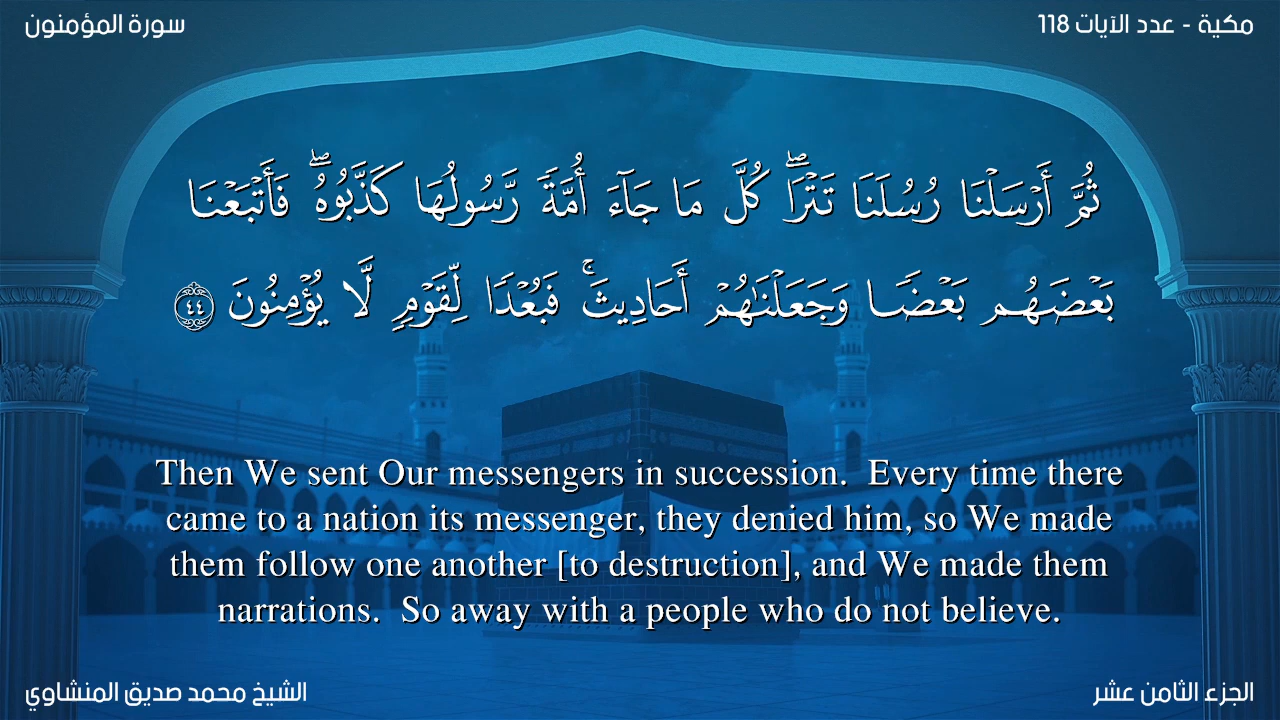 مكية - عدد الآيات 118
سورة المؤمنون
ثُمَّ أَرْسَلْنَا رُسُلَنَا تَتْرَا ۖ كُلَّ مَا جَآءَ أُمَّةً رَّسُولُهَا كَذَّبُوهُ ۖ فَأَتْبَعْنَا
بَعْضَهُم بَعْضًا وَجَعَلْنَٰهُمْ أَحَادِيثَ ۚ فَبُعْدًا لِّقَوْمٍ لَّا يُؤْمِنُونَ ٤٤
Then We sent Our messengers in succession.  Every time there
came to a nation its messenger, they denied him, so We made
them follow one another [to destruction], and We made them
narrations.  So away with a people who do not believe.
الجزء الثامن عشر
الشيخ محمد صديق المنشاوي